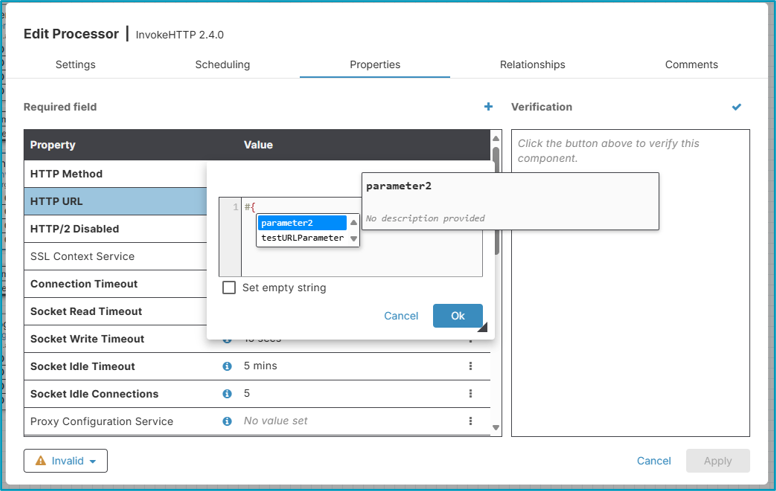 Edit Processor | InvokeHTTP 2.4.0
Settings Scheduling Properties Relationships Comments
Required field
Verification
Property Value
Click the button above to verify this
component.
HTTP Method
HTTP URL
HTTP/2 Disabled
SSL Context Service
Connection Timeout
Socket Read Timeout
Socket Write Timeout
Socket Idle Timeout 5 mins
Socket Idle Connections 5
Proxy Configuration Service No value set
1 #{
parameter2
testURLParameter
parameter2
No description provided
Set empty string
Cancel Ok
Invalid
Cancel Apply